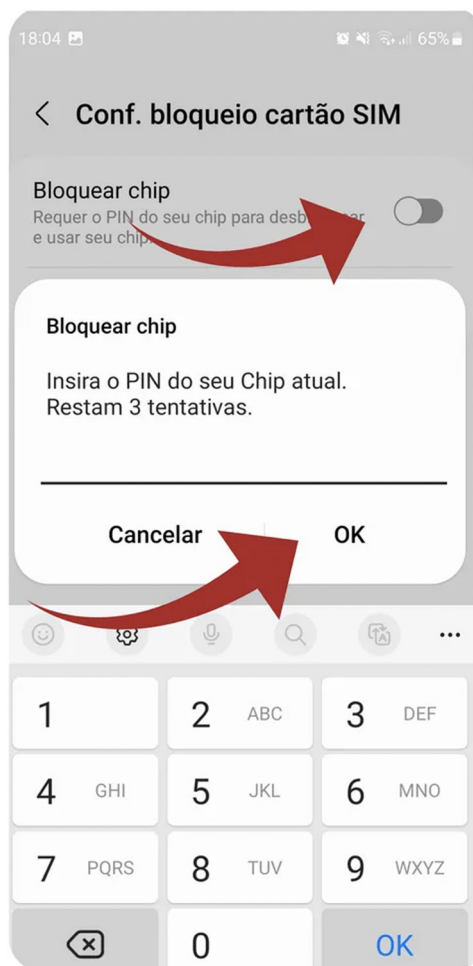 18:04 65%
Conf. bloqueio cartão SIM
Bloquear chip
Requer o PIN do seu chip para
e usar seu chip.
Bloquear chip
Insira o PIN do seu Chip atual.
Restam 3 tentativas.
Cancelar OK
1 2 ABC 3 DEF
4 GHI 5 JKL 6 MNO
7 PQRS 8 TUV 9 WXYZ
0 OK